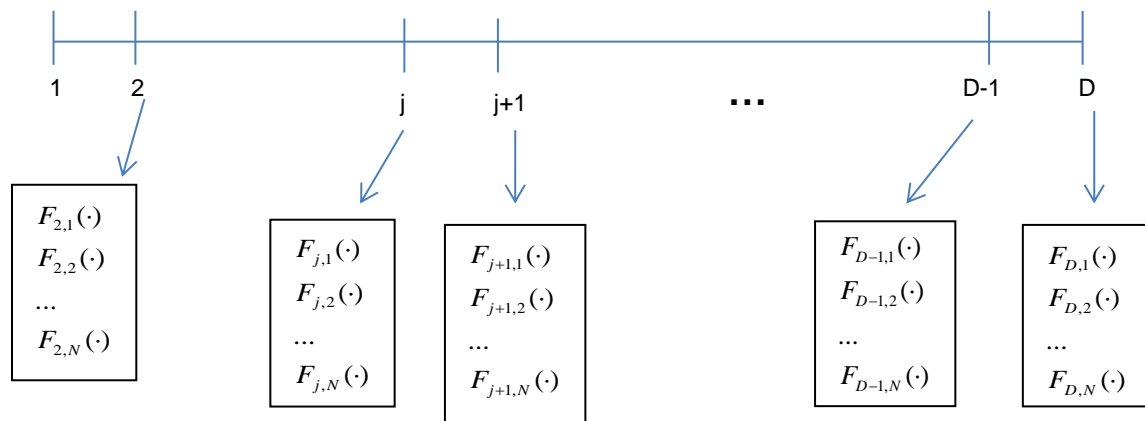 1 2 j j+1 ... D-1 D
F_{2,1}(·)
F_{2,2}(·)
...
F_{2,N}(·)
F_{j,1}(·)
F_{j,2}(·)
...
F_{j,N}(·)
F_{j+1,1}(·)
F_{j+1,2}(·)
...
F_{j+1,N}(·)
F_{D−1,1}(·)
F_{D−1,2}(·)
...
F_{D−1,N}(·)
F_{D,1}(·)
F_{D,2}(·)
...
F_{D,N}(·)